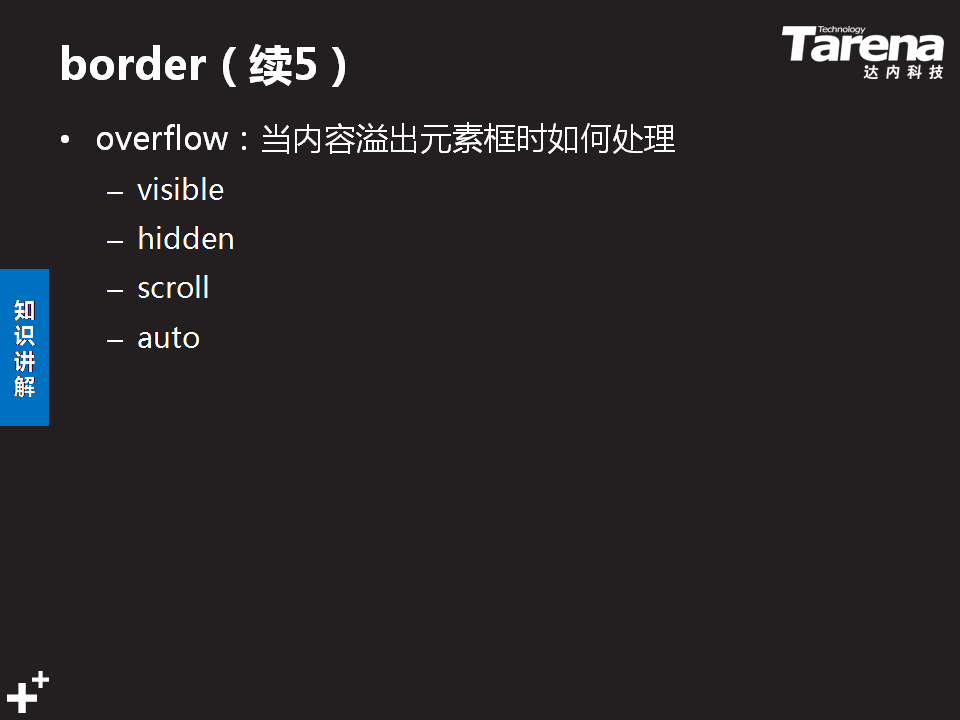 border（续5）
Technology
Tarena
达内科技
• overflow：当内容溢出元素框时如何处理
– visible
– hidden
– scroll
– auto
知识讲解